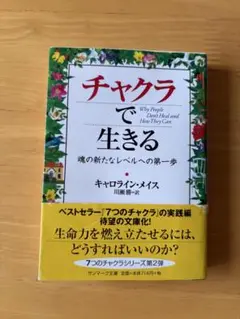 チャクラ
で
生きる
Why People
Don't Heal and
How They Can
魂の新たなレベルへの第一歩
キャロライン・メイス
川瀬 勝・訳
ベストセラー『7つのチャクラ』の実践編
待望の文庫化!
生命力を燃え立たせるには、
どうすればいいのか?
7つのチャクラシリーズ第2弾
サンマーク文庫